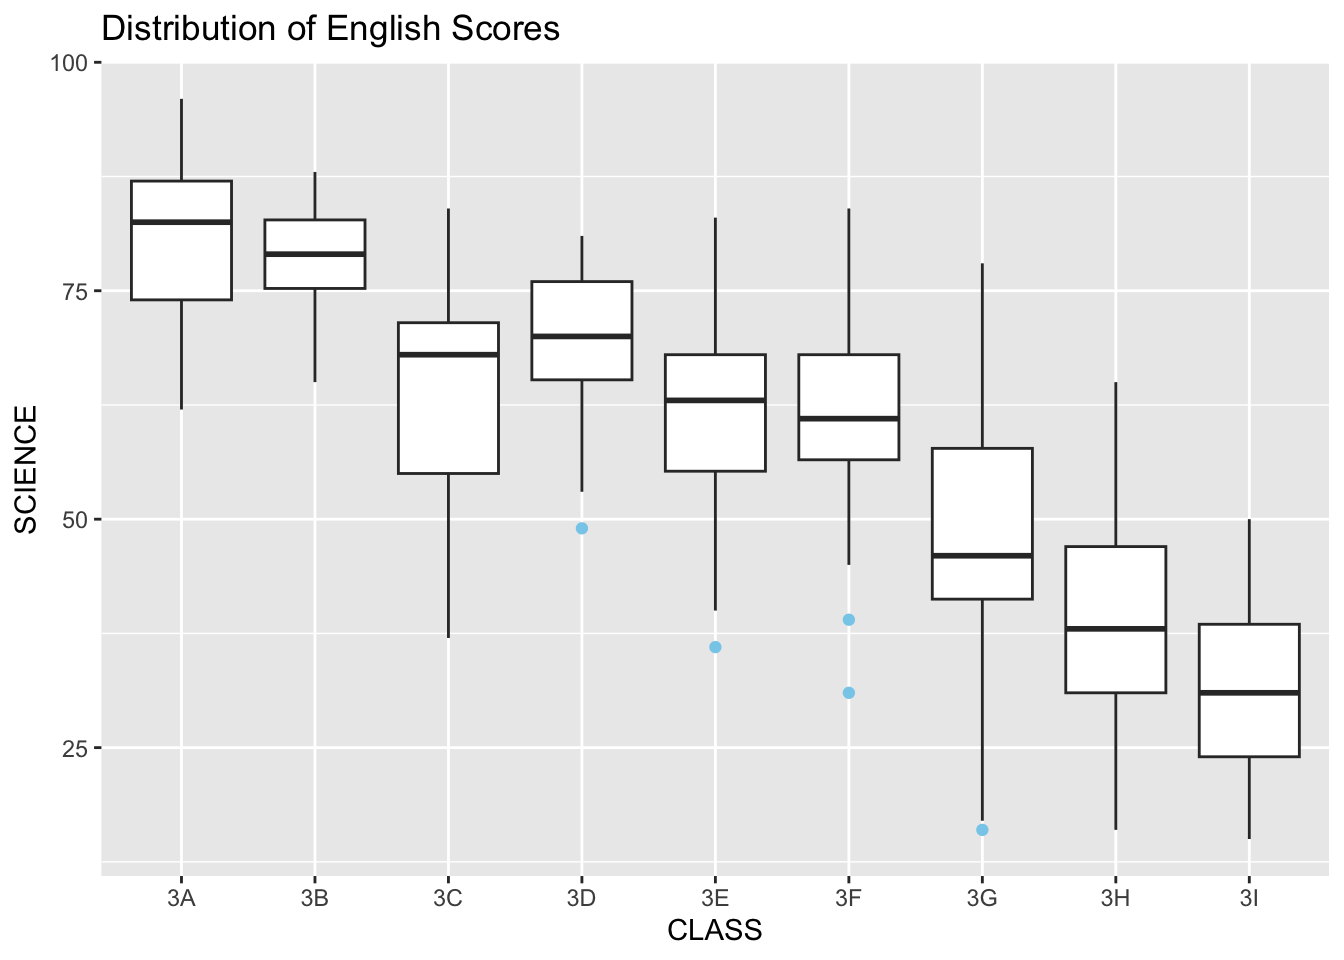 Distribution of English Scores
100
75
50
25
SCIENCE
3A 3B 3C 3D 3E 3F 3G 3H 3I
CLASS